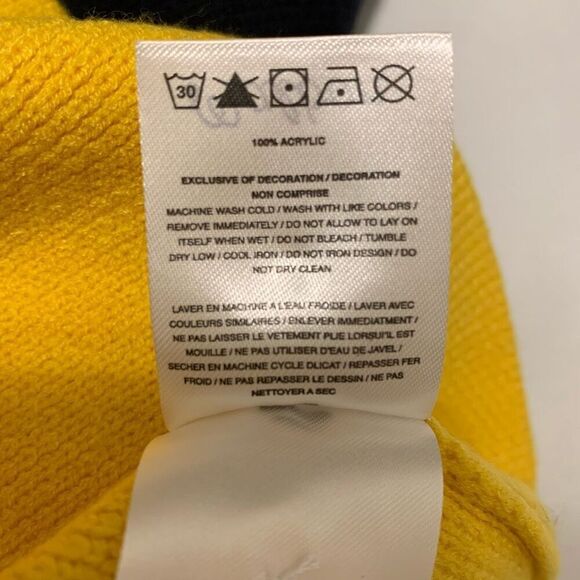 30
100% ACRYLIC
EXCLUSIVE OF DECORATION / DECORATION
NON COMPRISE
MACHINE WASH COLD / WASH WITH LIKE COLORS /
REMOVE IMMEDIATELY / DO NOT ALLOW TO LAY ON
ITSELF WHEN WET / DO NOT BLEACH / TUMBLE
DRY LOW / COOL IRON / DO NOT IRON DESIGN / DO
NOT DRY CLEAN
LAVER EN MACHINE A L'EAU FROIDE / LAVER AVEC
COULEURS SIMILAIRES / ENLEVER IMMEDIATMENT /
NE PAS LAISSER LE VETEMENT PLIE LORSU'IL EST
MOUILLE / NE PAS UTILISER D'EAU DE JAVEL /
SECHER EN MACHINE CYCLE DLICAT / REPASSER FER
FROID / NE PAS REPASSER LE DESSIN / NE PAS
NETTOYER A SEC